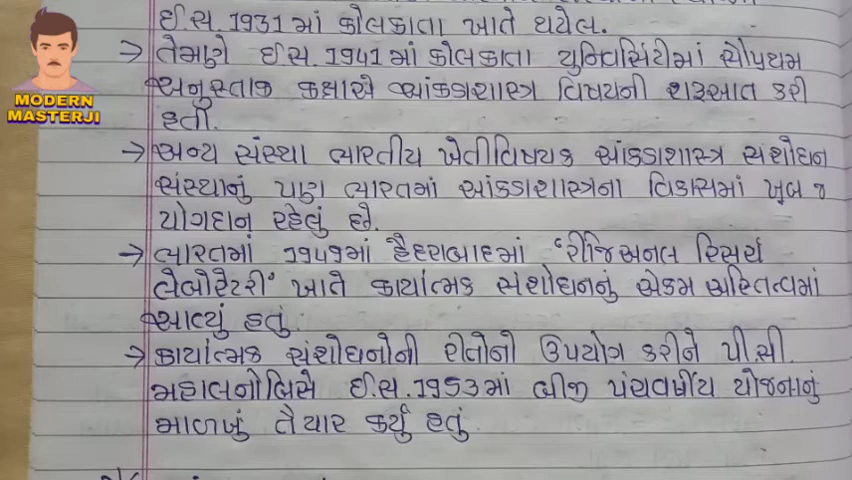 ઈ.સ. 1931 માં કોલકાતા ખાતે થયેલ.
→ તેમણે ઈ.સ. 1941 માં કોલકાતા યુનિવર્સિટીમાં સૌપ્રથમ
અનુસ્તાક કક્ષાએ આંકડાશાસ્ત્ર વિષયની શરૂઆત કરી
હતી.
→ અન્ય સંસ્થા ભારતીય ખેતીવિષયક આંકડાશાસ્ત્ર સંશોધન
સંસ્થાનું પણ ભારતમાં આંકડાશાસ્ત્રના વિકાસમાં ખૂબ જ
યોગદાન રહેલું છે.
→ ભારતમાં 1949માં હૈદરાબાદમાં 'રીજિઅનલ રિસર્ચ
લેબોરેટરી' ખાતે કાર્યાત્મક સંશોધનનું એકમ અસ્તિત્વમાં
આવ્યું હતું.
→ કાર્યાત્મક સંશોધનોની રીતોનો ઉપયોગ કરીને પી.સી.
મહાલનોબિસે ઈ.સ. 1953માં બીજી પંચવર્ષીય યોજનાનું
માળખું તૈયાર કર્યું હતું.
MODERN
MASTERJI